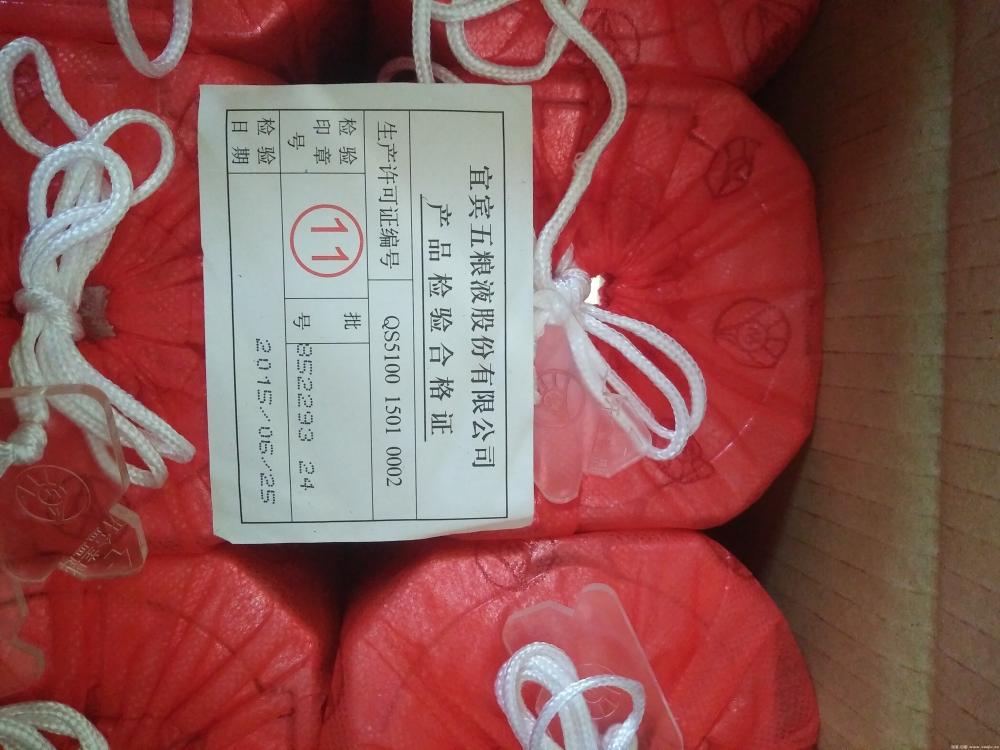 宜宾五粮液股份有限公司
产品检验合格证
生产许可证编号 QS5100 1501 0002
检验印章号 11 批号 852293 24
检验日期 2015/06/25